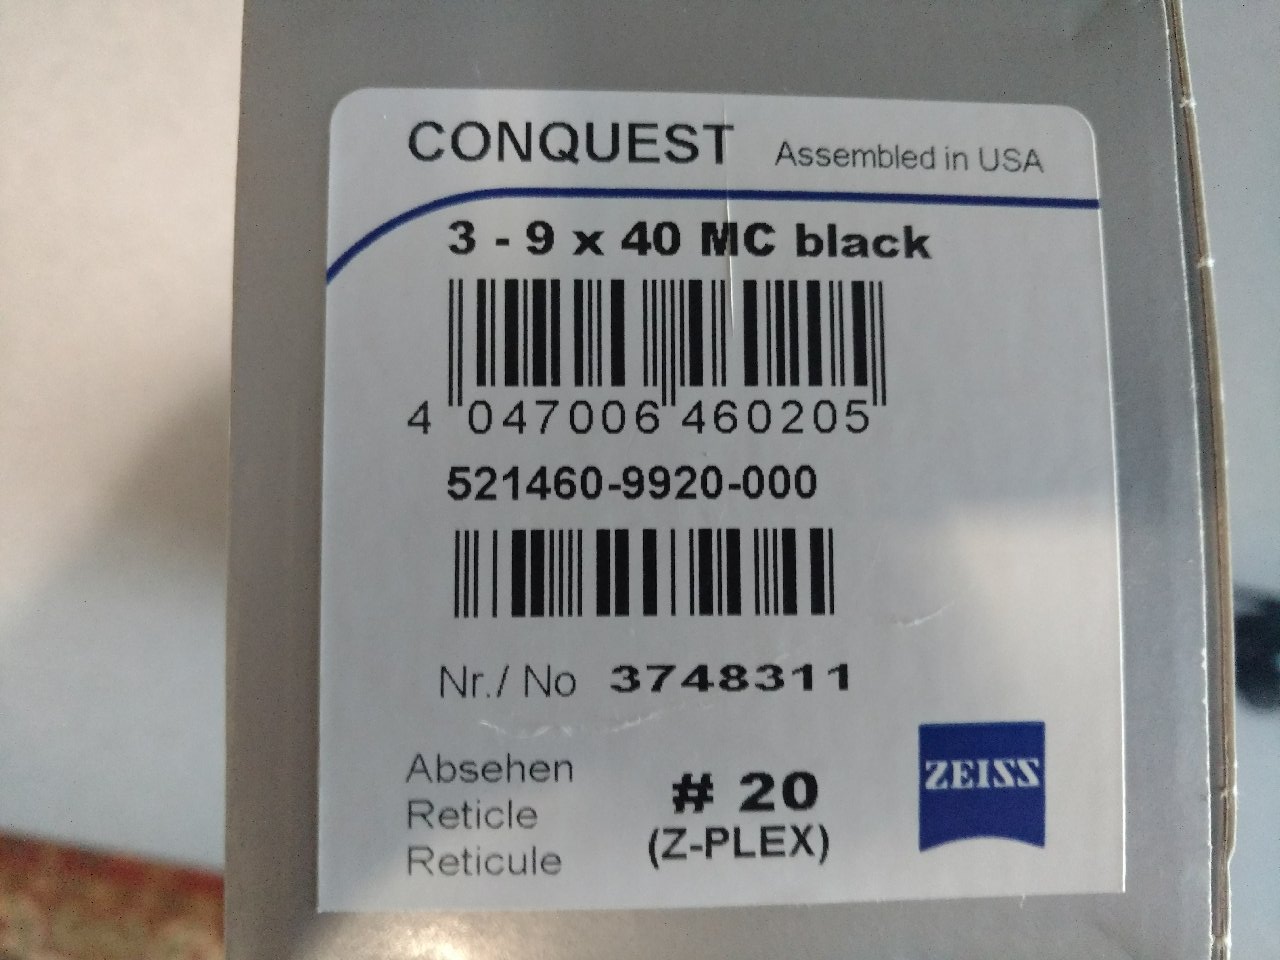 CONQUEST Assembled in USA
3 - 9 x 40 MC black
4 047006 460205
521460-9920-000
Nr./ No 3748311
Absehen
Reticle
Reticule
# 20
(Z-PLEX)
ZEISS